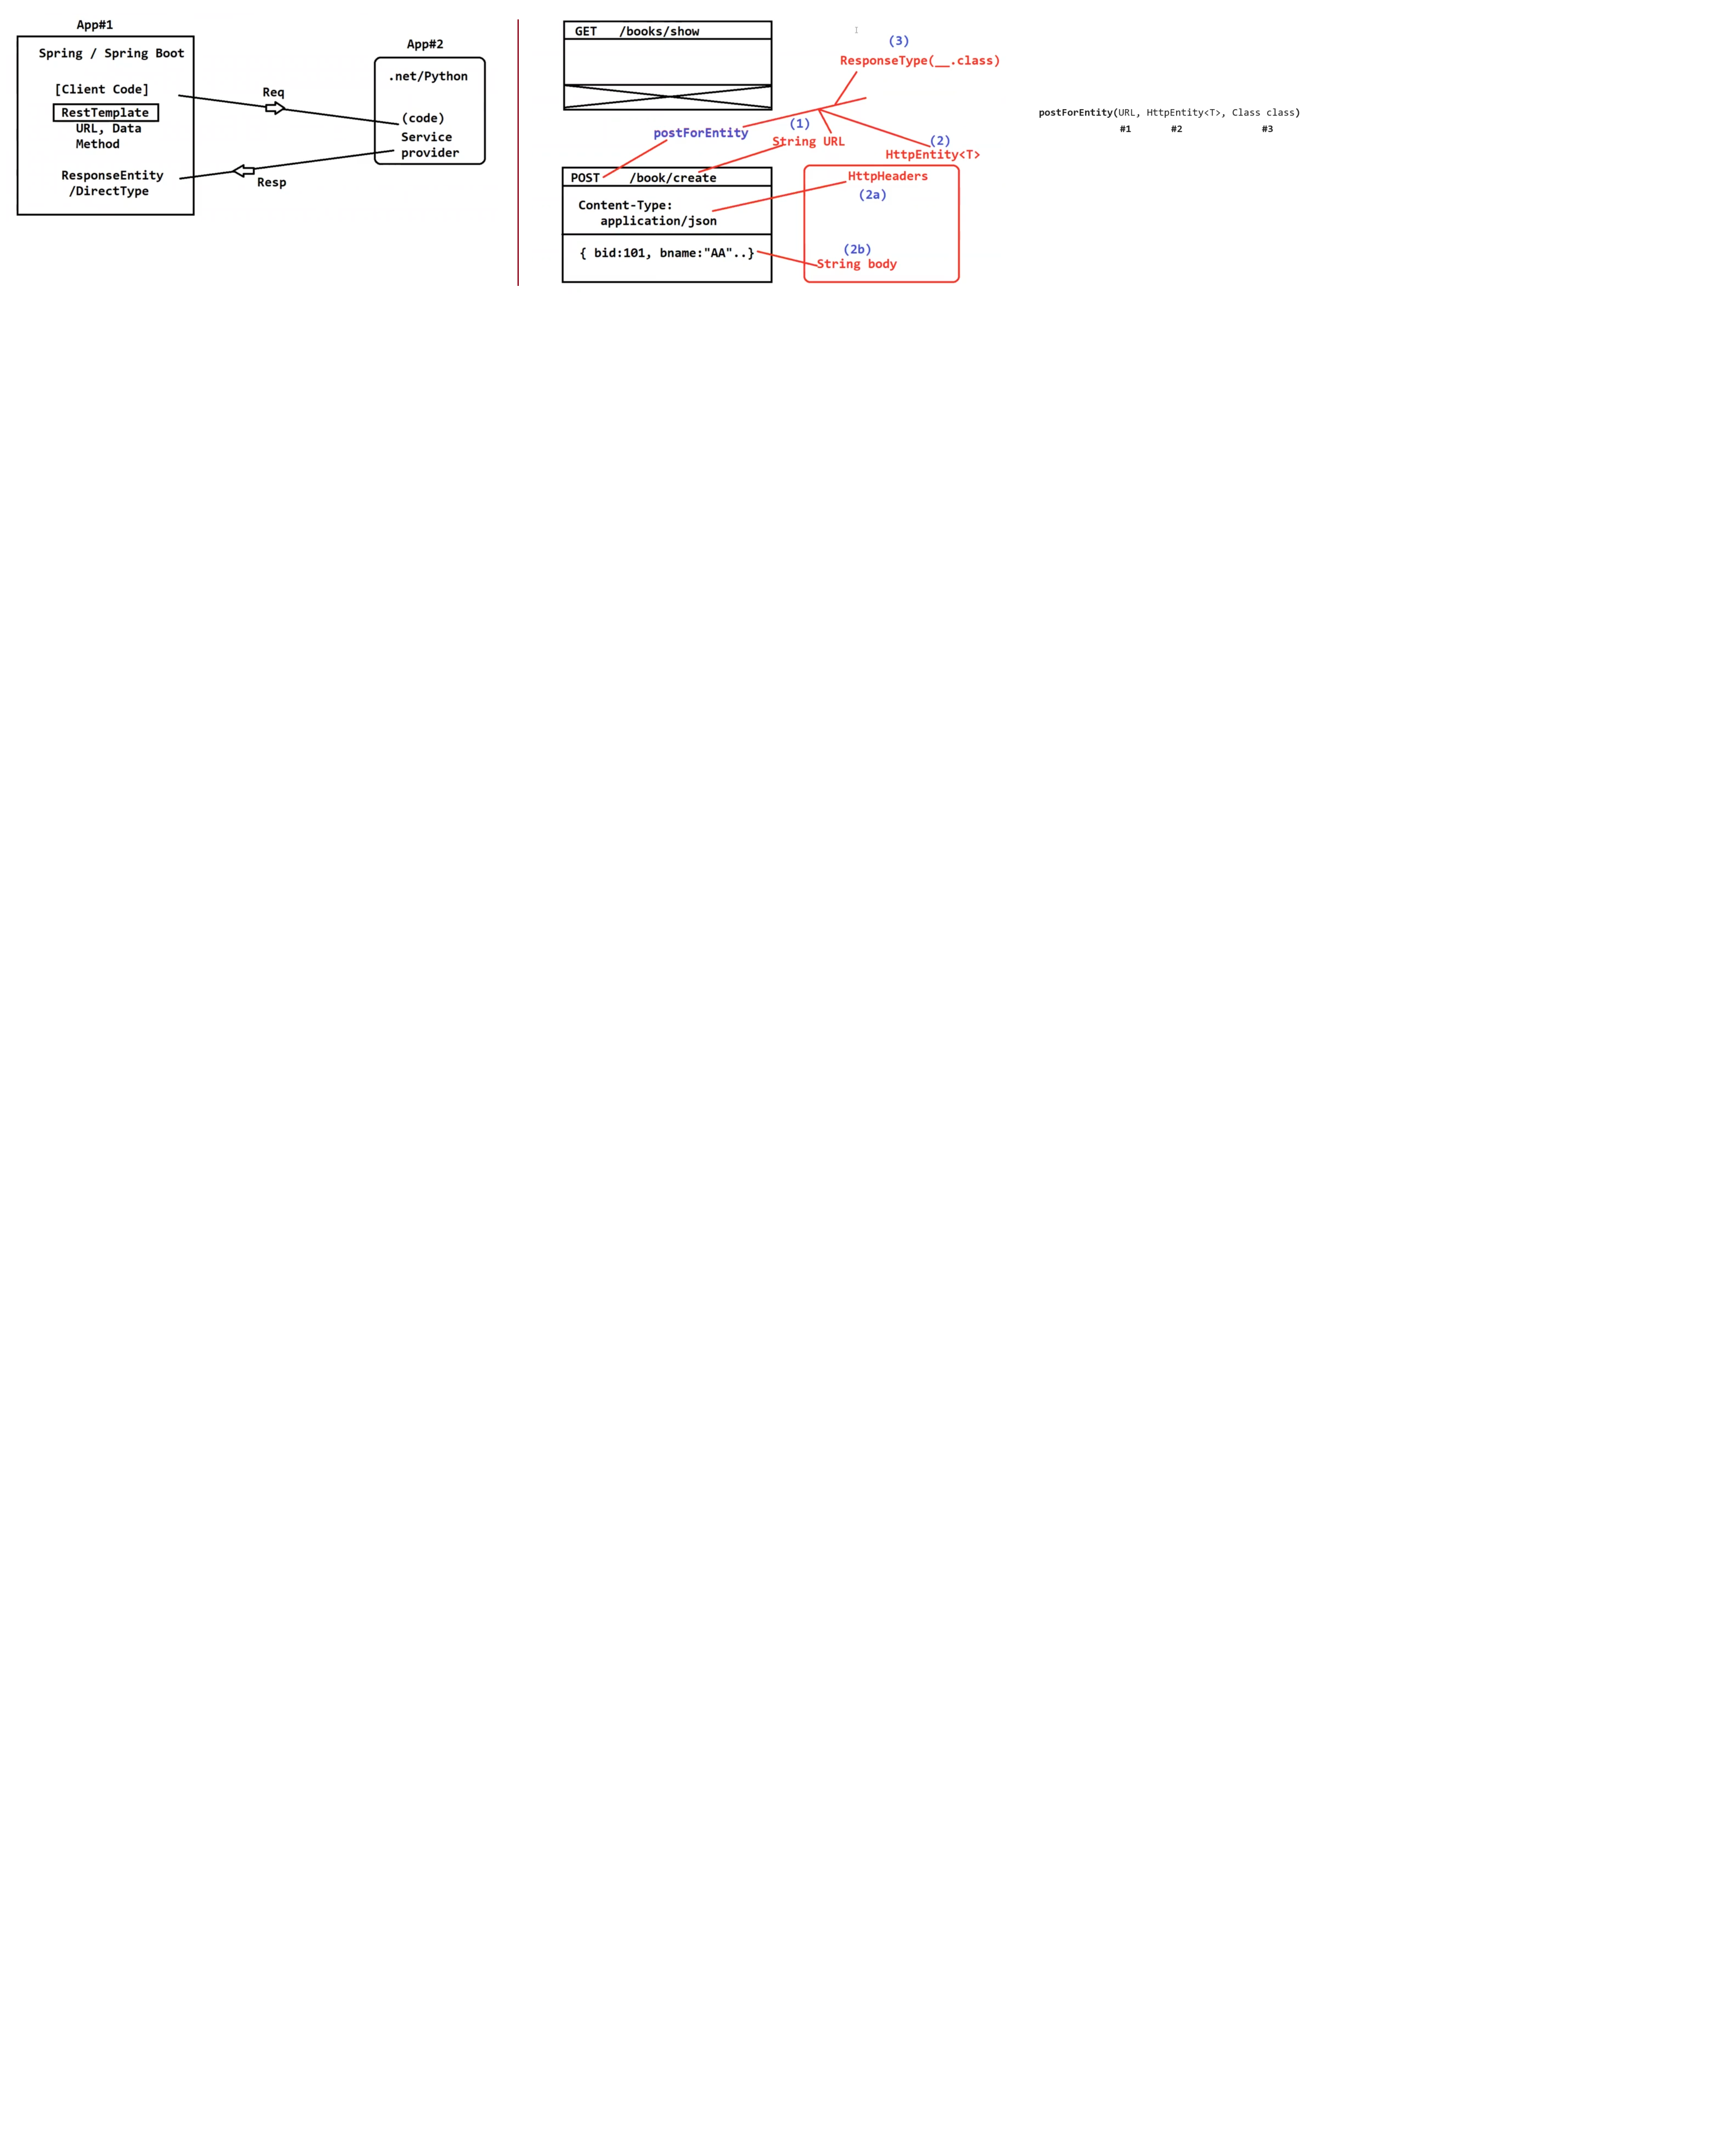 App#1
Spring / Spring Boot
[Client Code]
RestTemplate
URL, Data
Method
ResponseEntity
/DirectType
Req
Resp
App#2
.net/Python
(code)
Service
provider
GET /books/show
(3)
ResponseType(__.class)
postForEntity
(1)
String URL
(2)
HttpEntity<T>
POST /book/create
Content-Type:
application/json
{ bid:101, bname:"AA"..}
HttpHeaders
(2a)
(2b)
String body
postForEntity(URL, HttpEntity<T>, Class class)
#1 #2 #3